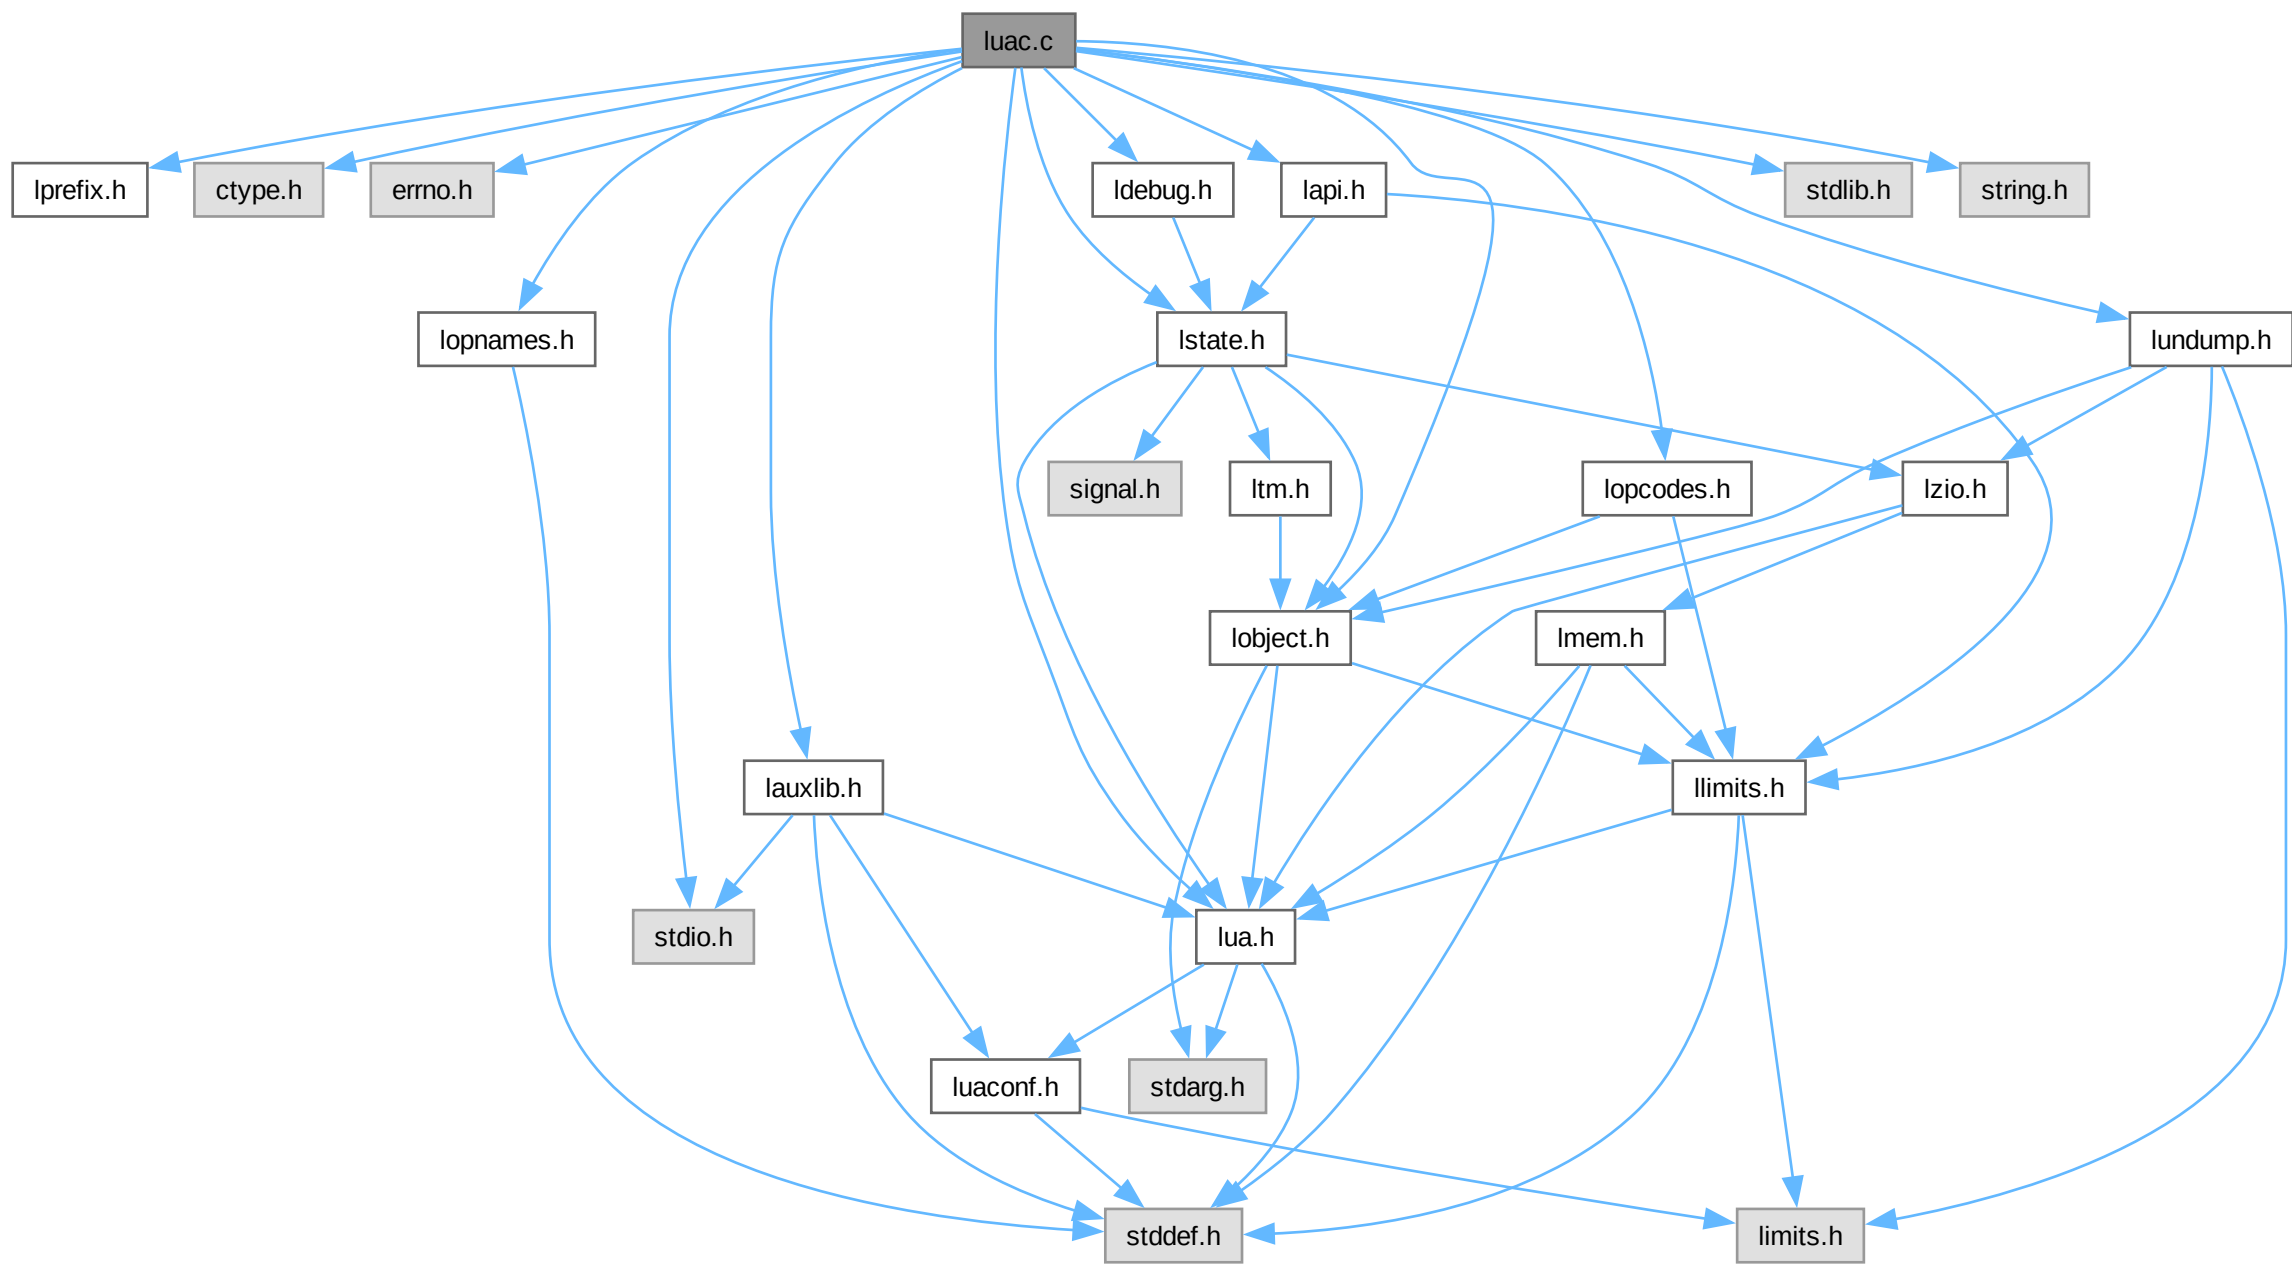 luac.c
lprefix.h
ctype.h
errno.h
ldebug.h
lapi.h
stdlib.h
string.h
lopnames.h
lstate.h
lundump.h
signal.h
ltm.h
lopcodes.h
lzio.h
lobject.h
lmem.h
lauxlib.h
llimits.h
stdio.h
lua.h
luaconf.h
stdarg.h
stddef.h
limits.h